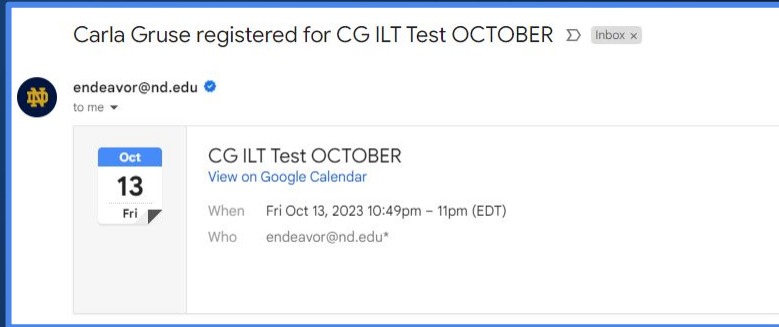 Carla Gruse registered for CG ILT Test OCTOBER Inbox ×
endeavor@nd.edu
to me
Oct
13
Fri
CG ILT Test OCTOBER
View on Google Calendar
When Fri Oct 13, 2023 10:49pm – 11pm (EDT)
Who endeavor@nd.edu*